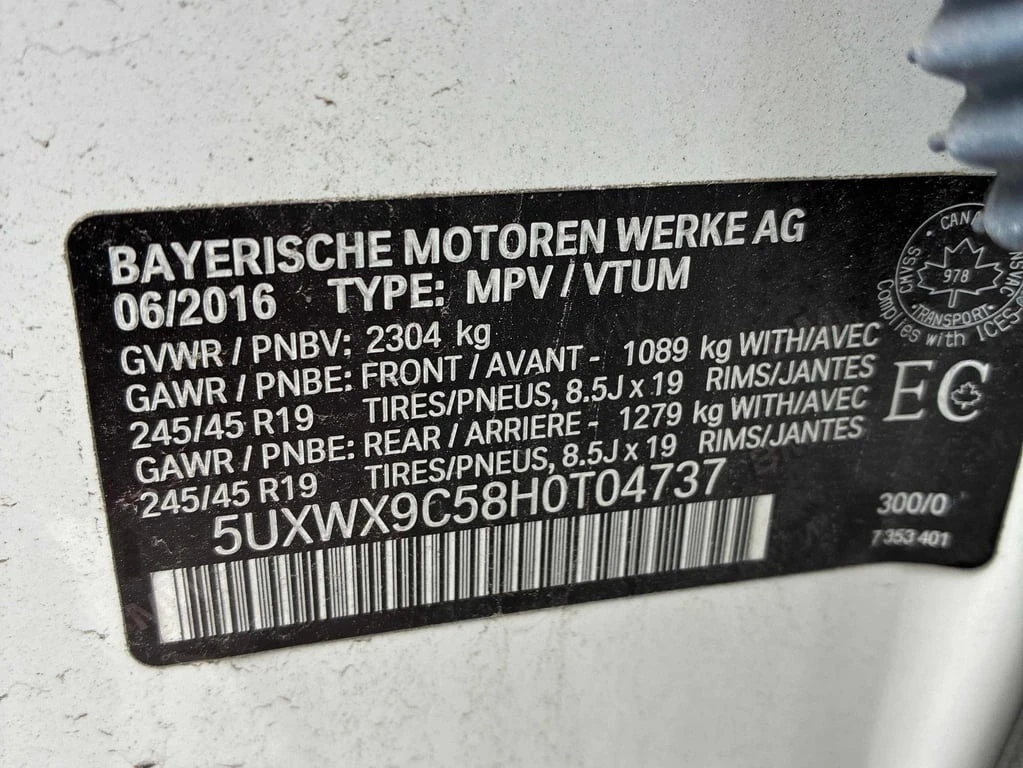 BAYERISCHE MOTOREN WERKE AG
06/2016 TYPE: MPV / VTUM
GVWR / PNBV: 2304 kg
GAWR / PNBE: FRONT / AVANT - 1089 kg WITH/AVEC
245/45 R19 TIRES/PNEUS, 8.5J x 19 RIMS/JANTES
GAWR / PNBE: REAR / ARRIERE - 1279 kg WITH/AVEC
245/45 R19 TIRES/PNEUS, 8.5J x 19 RIMS/JANTES
5UXWX9C58H0T04737
978
TRANSPORT
Complies with
EC
300/0
7 353 401